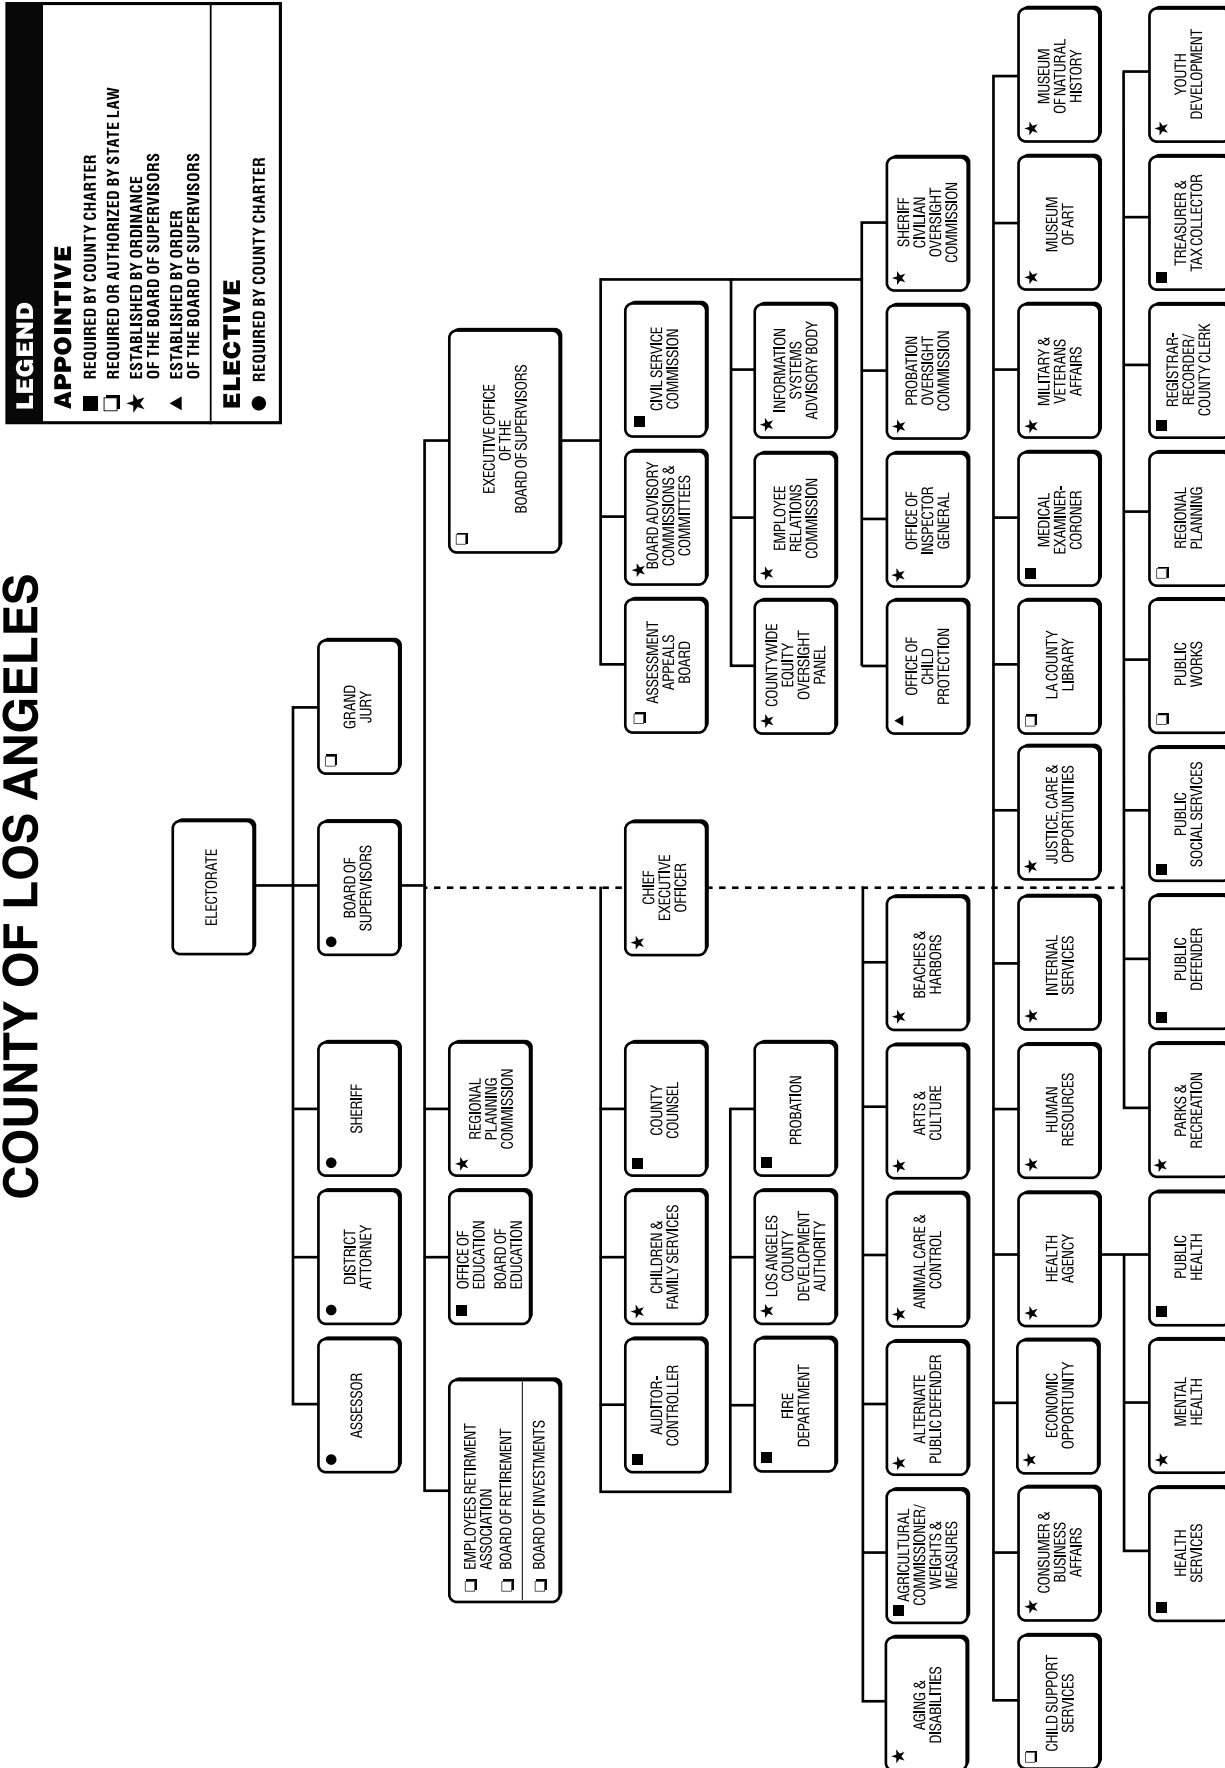 COUNTY OF LOS ANGELES
LEGEND
APPOINTIVE
■ REQUIRED BY COUNTY CHARTER
❏ REQUIRED OR AUTHORIZED BY STATE LAW
★ ESTABLISHED BY ORDINANCE
OF THE BOARD OF SUPERVISORS
▲ ESTABLISHED BY ORDER
OF THE BOARD OF SUPERVISORS
ELECTIVE
● REQUIRED BY COUNTY CHARTER
ELECTORATE
● ASSESSOR
● DISTRICT
ATTORNEY
● SHERIFF
● BOARD OF
SUPERVISORS
❏ GRAND
JURY
❏ EMPLOYEES RETIRMENT
ASSOCIATION
❏ BOARD OF RETIREMENT
❏ BOARD OF INVESTMENTS
■ OFFICE OF
EDUCATION
BOARD OF
EDUCATION
★ REGIONAL
PLANNING
COMMISSION
❏ EXECUTIVE OFFICE
OF THE
BOARD OF SUPERVISORS
■ AUDITOR-
CONTROLLER
★ CHILDREN &
FAMILY SERVICES
■ COUNTY
COUNSEL
★ CHIEF
EXECUTIVE
OFFICER
❏ ASSESSMENT
APPEALS
BOARD
★ BOARD ADVISORY
COMMISSIONS &
COMMITTEES
■ CIVIL SERVICE
COMMISSION
■ FIRE
DEPARTMENT
★ LOS ANGELES
COUNTY
DEVELOPMENT
AUTHORITY
■ PROBATION
★ COUNTYWIDE
EQUITY
OVERSIGHT
PANEL
★ EMPLOYEE
RELATIONS
COMMISSION
★ INFORMATION
SYSTEMS
ADVISORY BODY
★ AGING &
DISABILITIES
■ AGRICULTURAL
COMMISSIONER/
WEIGHTS &
MEASURES
★ ALTERNATE
PUBLIC DEFENDER
★ ANIMAL CARE &
CONTROL
★ ARTS &
CULTURE
★ BEACHES &
HARBORS
▲ OFFICE OF
CHILD
PROTECTION
★ OFFICE OF
INSPECTOR
GENERAL
★ PROBATION
OVERSIGHT
COMMISSION
★ SHERIFF
CIVILIAN
OVERSIGHT
COMMISSION
❏ CHILD SUPPORT
SERVICES
★ CONSUMER &
BUSINESS
AFFAIRS
★ ECONOMIC
OPPORTUNITY
★ HEALTH
AGENCY
★ HUMAN
RESOURCES
★ INTERNAL
SERVICES
★ JUSTICE, CARE &
OPPORTUNITIES
❏ LA COUNTY
LIBRARY
■ MEDICAL
EXAMINER-
CORONER
★ MILITARY &
VETERANS
AFFAIRS
★ MUSEUM
OF ART
★ MUSEUM
OF NATURAL
HISTORY
■ HEALTH
SERVICES
★ MENTAL
HEALTH
■ PUBLIC
HEALTH
★ PARKS &
RECREATION
■ PUBLIC
DEFENDER
■ PUBLIC
SOCIAL SERVICES
❏ PUBLIC
WORKS
❏ REGIONAL
PLANNING
■ REGISTRAR-
RECORDER/
COUNTY CLERK
■ TREASURER &
TAX COLLECTOR
★ YOUTH
DEVELOPMENT